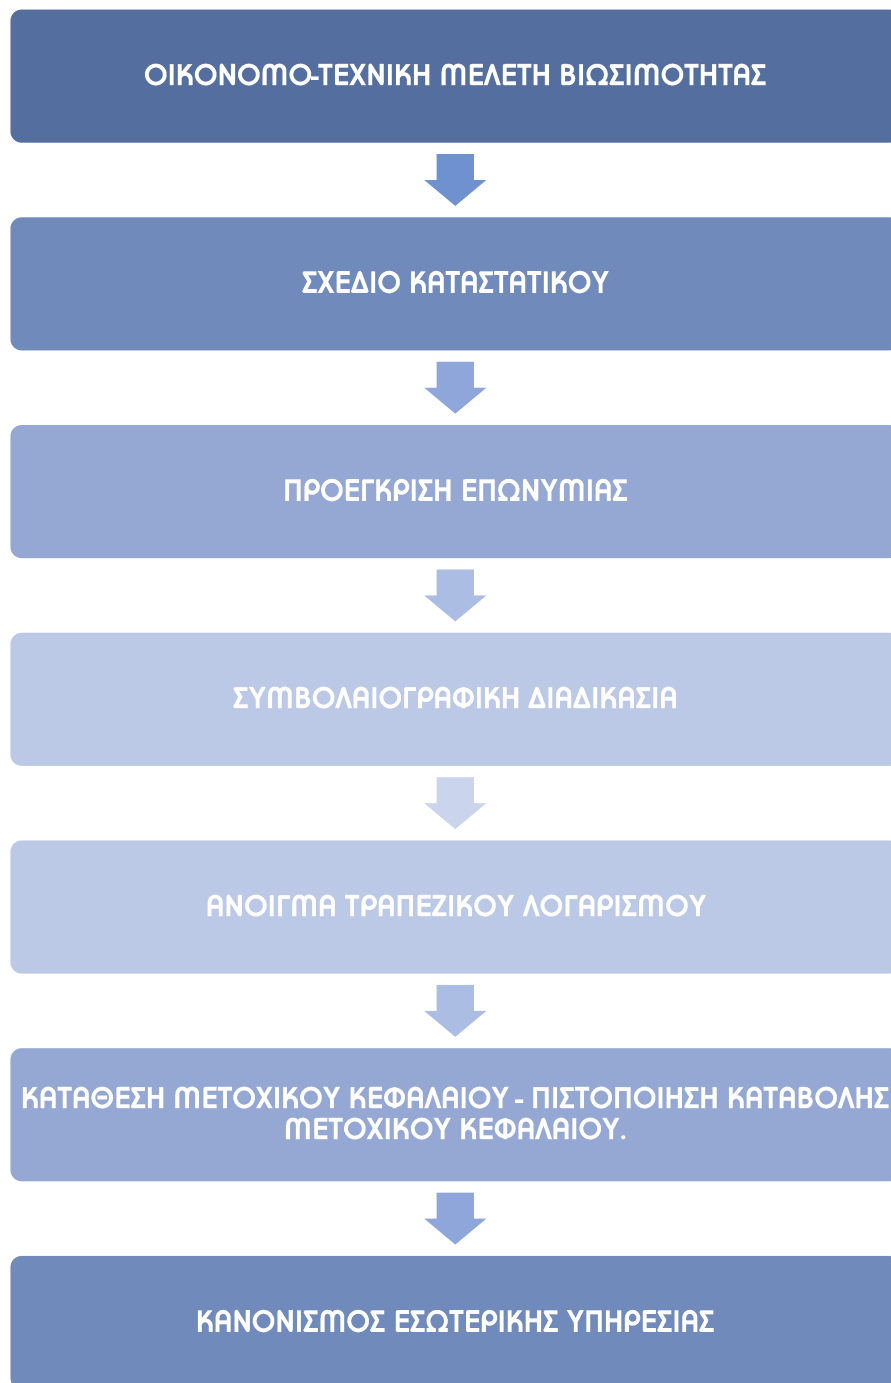 ΟΙΚΟΝΟΜΟ-ΤΕΧΝΙΚΗ ΜΕΛΕΤΗ ΒΙΩΣΙΜΟΤΗΤΑΣ
ΣΧΕΔΙΟ ΚΑΤΑΣΤΑΤΙΚΟΥ
ΠΡΟΕΓΚΡΙΣΗ ΕΠΩΝΥΜΙΑΣ
ΣΥΜΒΟΛΑΙΟΓΡΑΦΙΚΗ ΔΙΑΔΙΚΑΣΙΑ
ΑΝΟΙΓΜΑ ΤΡΑΠΕΖΙΚΟΥ ΛΟΓΑΡΙΣΜΟΥ
ΚΑΤΑΘΕΣΗ ΜΕΤΟΧΙΚΟΥ ΚΕΦΑΛΑΙΟΥ - ΠΙΣΤΟΠΟΙΗΣΗ ΚΑΤΑΒΟΛΗΣ
ΜΕΤΟΧΙΚΟΥ ΚΕΦΑΛΑΙΟΥ.
ΚΑΝΟΝΙΣΜΟΣ ΕΣΩΤΕΡΙΚΗΣ ΥΠΗΡΕΣΙΑΣ